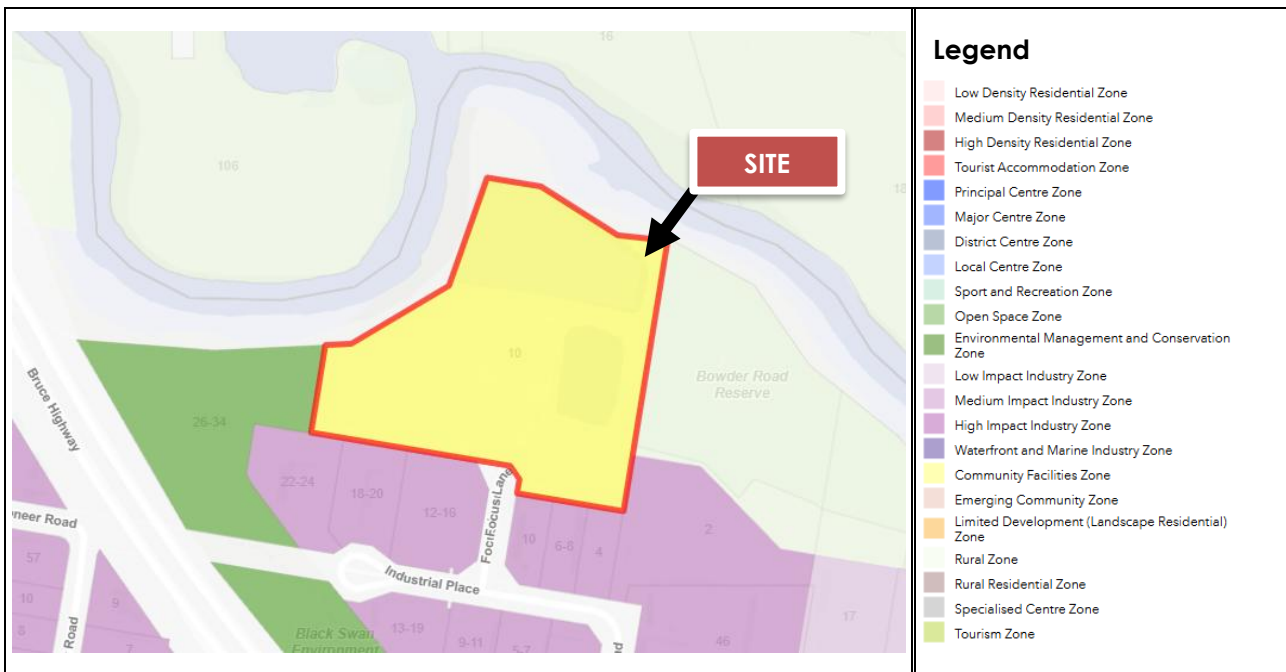 16
106
SITE
18
10
Bowder Road
Reserve
Bruce Highway
26-34
22-24
18-20
12-16
Focus Lane
10
6-8
4
2
Industrial Place
57
10
9
8
7
Road
Black Swan
Environment
13-19
9-11
5-7
46
17
Legend
Low Density Residential Zone
Medium Density Residential Zone
High Density Residential Zone
Tourist Accommodation Zone
Principal Centre Zone
Major Centre Zone
District Centre Zone
Local Centre Zone
Sport and Recreation Zone
Open Space Zone
Environmental Management and Conservation
Zone
Low Impact Industry Zone
Medium Impact Industry Zone
High Impact Industry Zone
Waterfront and Marine Industry Zone
Community Facilities Zone
Emerging Community Zone
Limited Development (Landscape Residential)
Zone
Rural Zone
Rural Residential Zone
Specialised Centre Zone
Tourism Zone